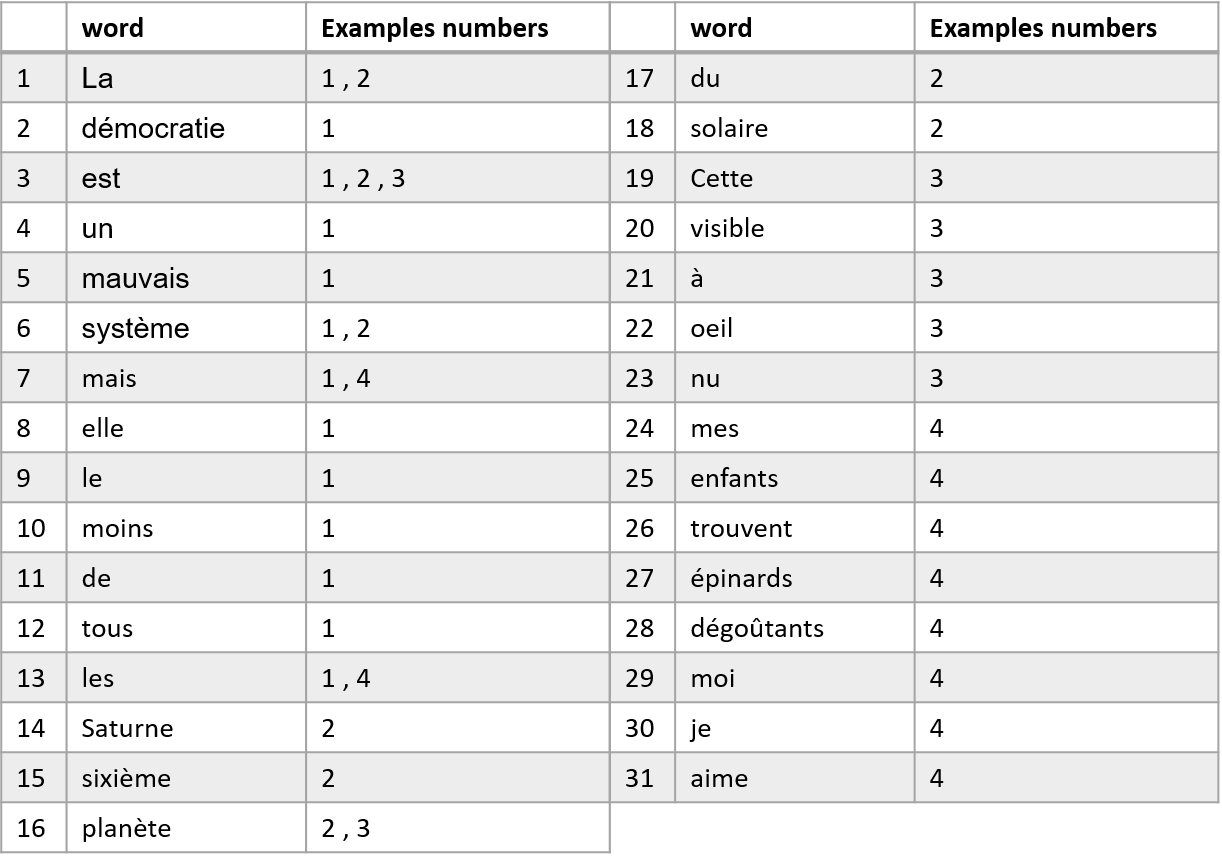 word Examples numbers word Examples numbers
1 La 1 , 2 17 du 2
2 démocratie 1 18 solaire 2
3 est 1 , 2 , 3 19 Cette 3
4 un 1 20 visible 3
5 mauvais 1 21 à 3
6 système 1 , 2 22 oeil 3
7 mais 1 , 4 23 nu 3
8 elle 1 24 mes 4
9 le 1 25 enfants 4
10 moins 1 26 trouvent 4
11 de 1 27 épinards 4
12 tous 1 28 dégoûtants 4
13 les 1 , 4 29 moi 4
14 Saturne 2 30 je 4
15 sixième 2 31 aime 4
16 planète 2 , 3